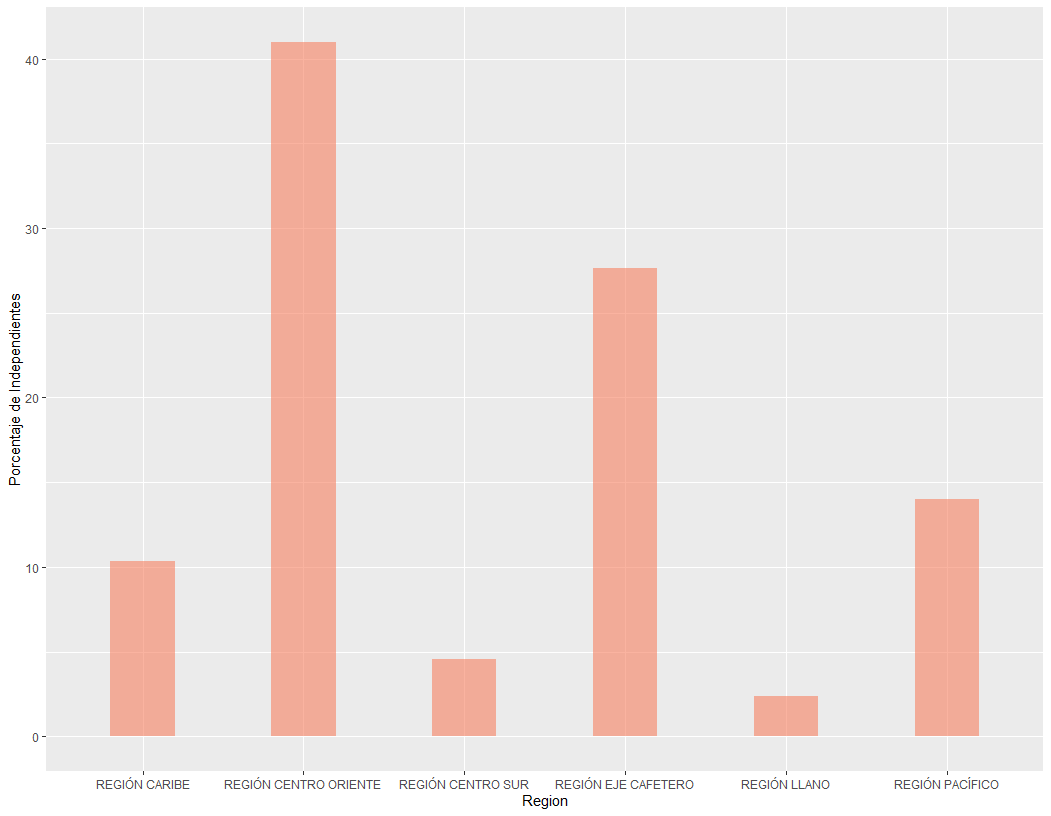 Porcentaje de Independientes
40
30
20
10
0
REGIÓN CARIBE
REGIÓN CENTRO ORIENTE
REGIÓN CENTRO SUR
REGIÓN EJE CAFETERO
REGIÓN LLANO
REGIÓN PACÍFICO
Region